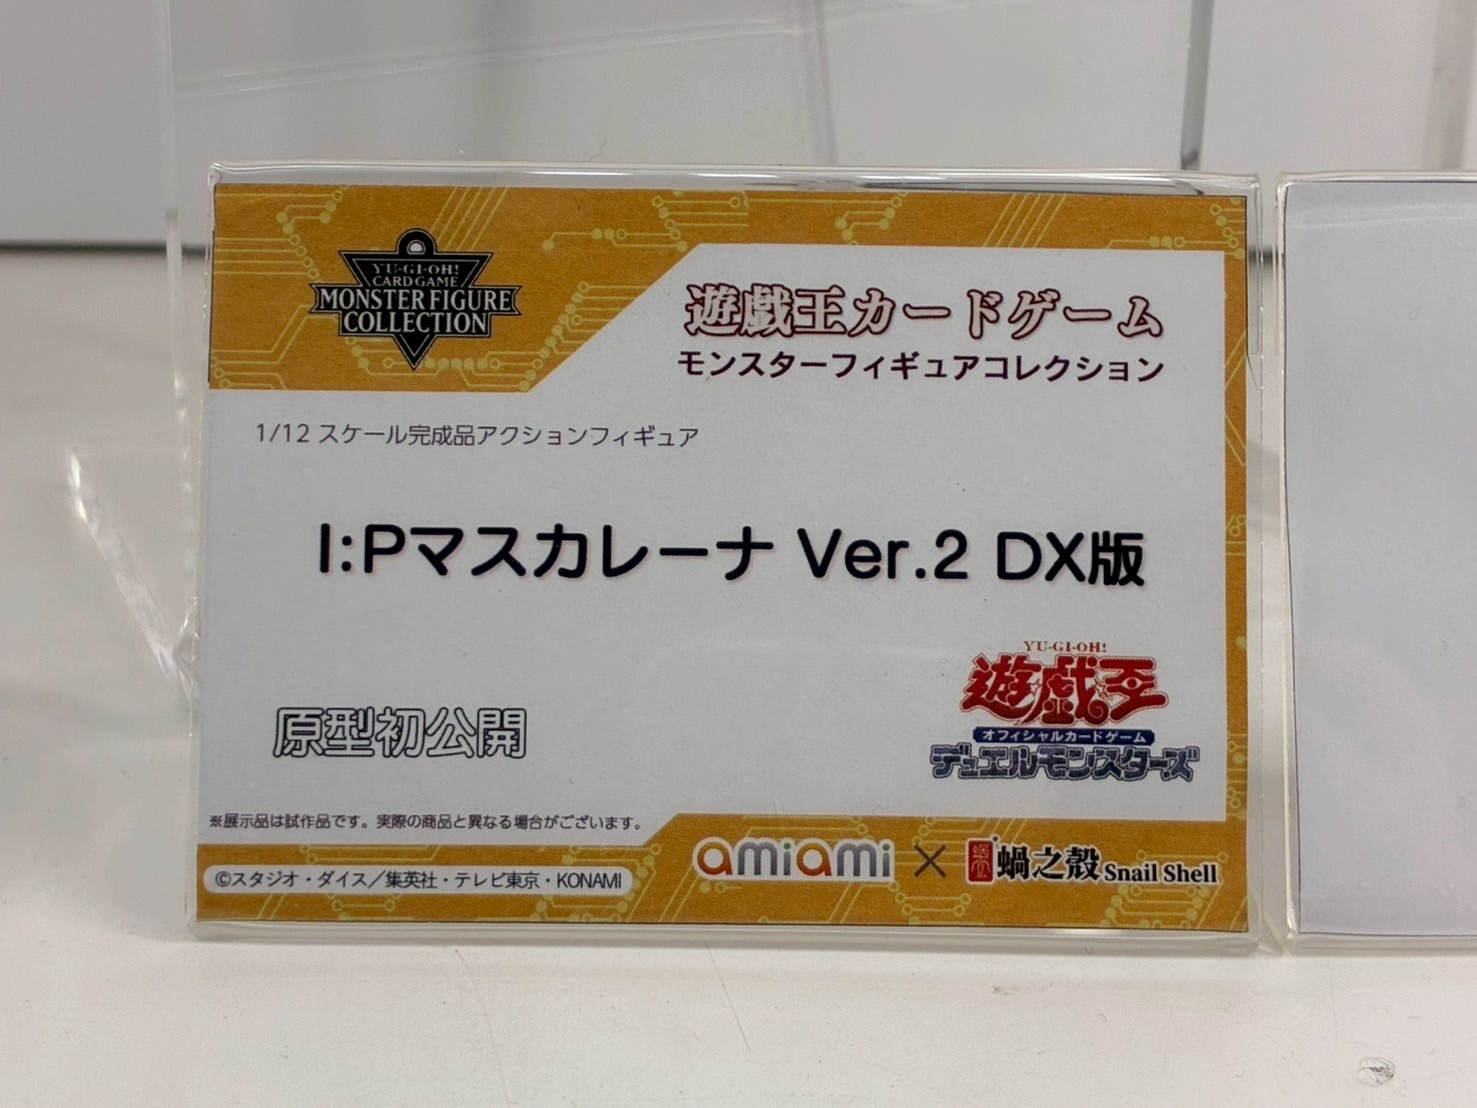 YU-GI-OH!
CARD GAME
MONSTER FIGURE
COLLECTION
遊戯王カードゲーム
モンスターフィギュアコレクション
1/12 スケール完成品アクションフィギュア
I:Pマスカレーナ Ver.2 DX版
原型初公開
YU-GI-OH!
遊戯王
オフィシャルカードゲーム
デュエルモンスターズ
※展示品は試作品です。実際の商品と異なる場合がございます。
©スタジオ・ダイス/集英社・テレビ東京・KONAMI
amiami × 蝸之殻 Snail Shell